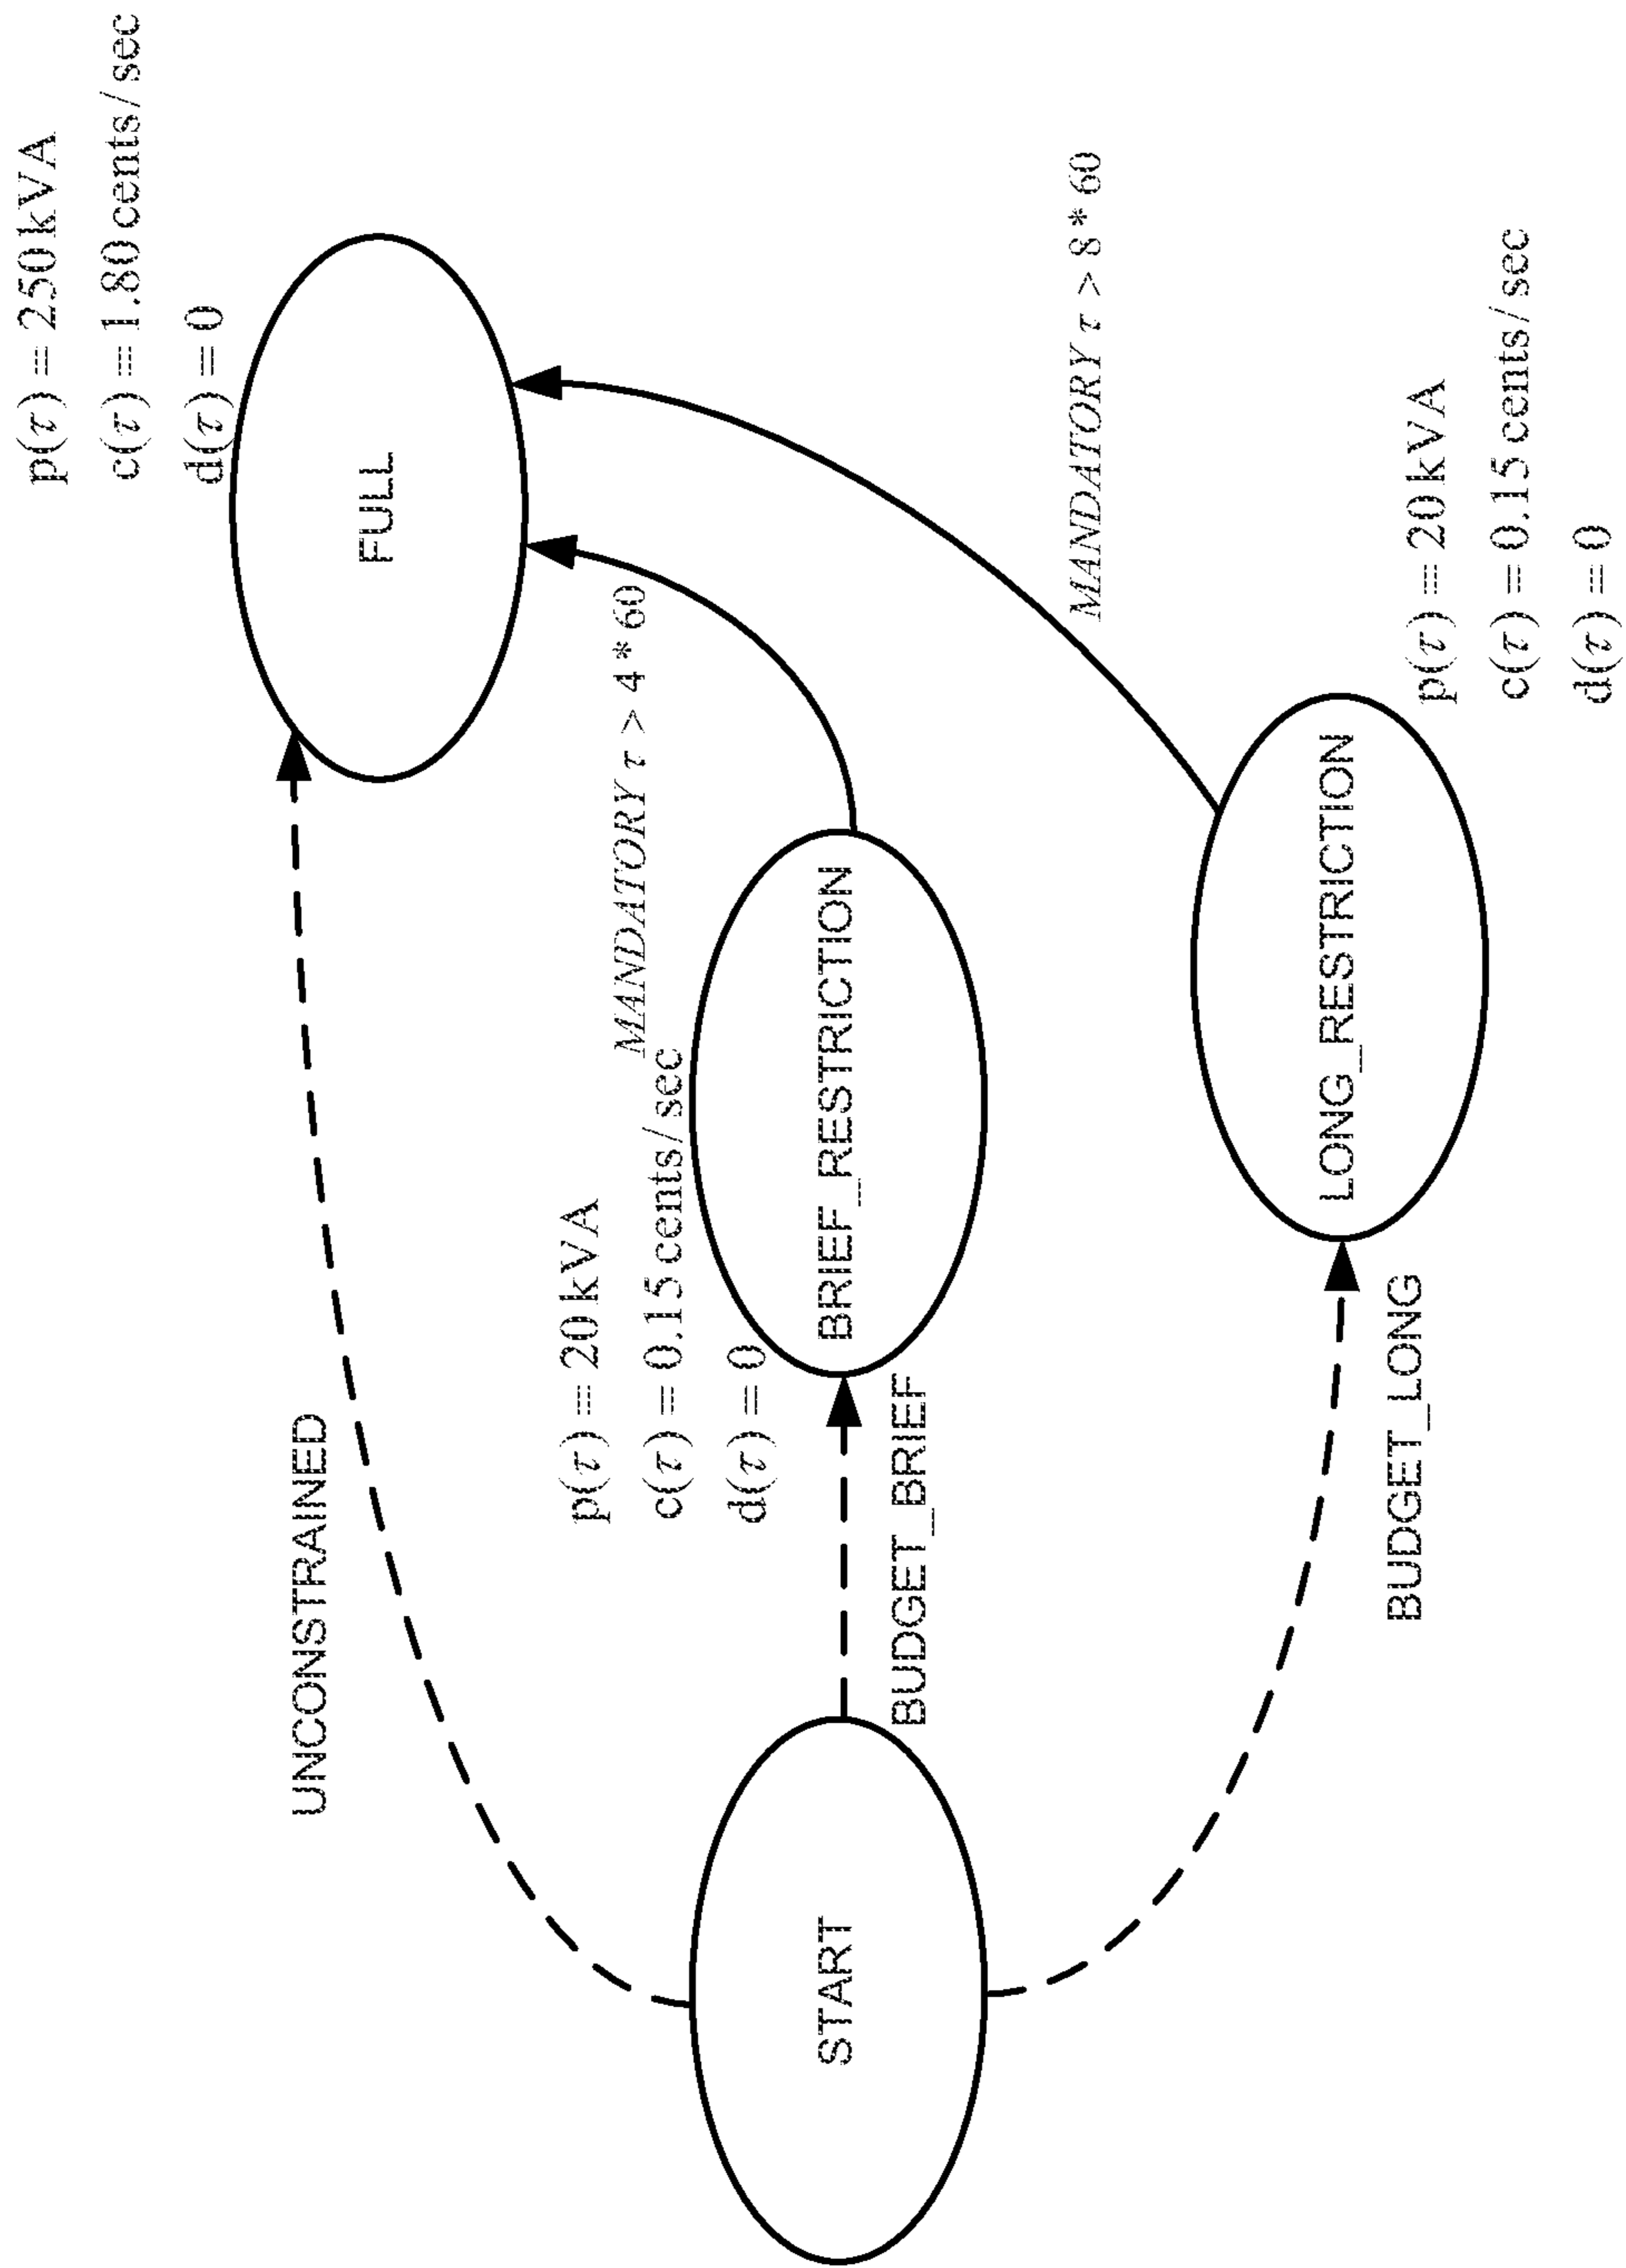 p(τ) = 250 kVA
c(τ) = 1.80 cents / sec
d(τ) = 0
FULL
UNCONSTRAINED
p(τ) = 20 kVA
c(τ) = 0.15 cents / sec
d(τ) = 0
MANDATORY τ > 4 * 60
START
BUDGET_BRIEF
BRIEF_RESTRICTION
MANDATORY τ > 8 * 60
LONG_RESTRICTION
BUDGET_LONG
p(τ) = 20 kVA
c(τ) = 0.15 cents / sec
d(τ) = 0